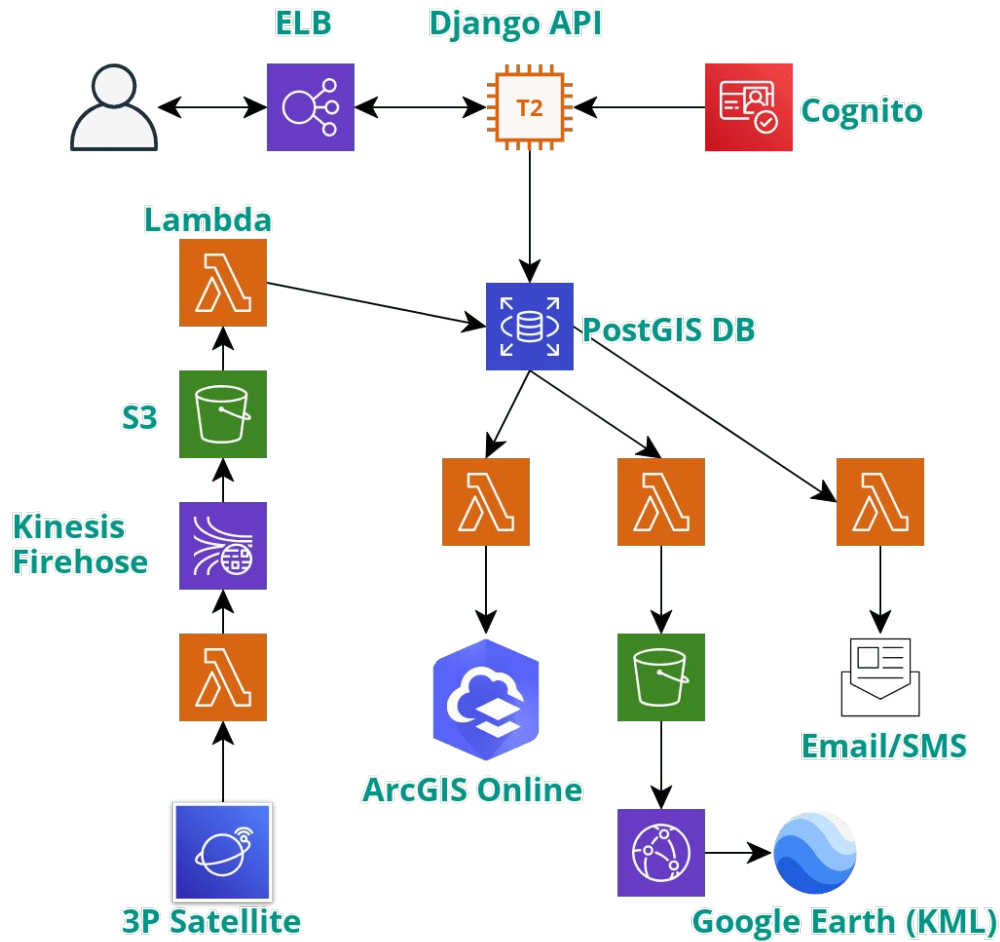 ELB
Django API
T2
Cognito
Lambda
PostGIS DB
S3
Kinesis
Firehose
Email/SMS
ArcGIS Online
3P Satellite
Google Earth (KML)